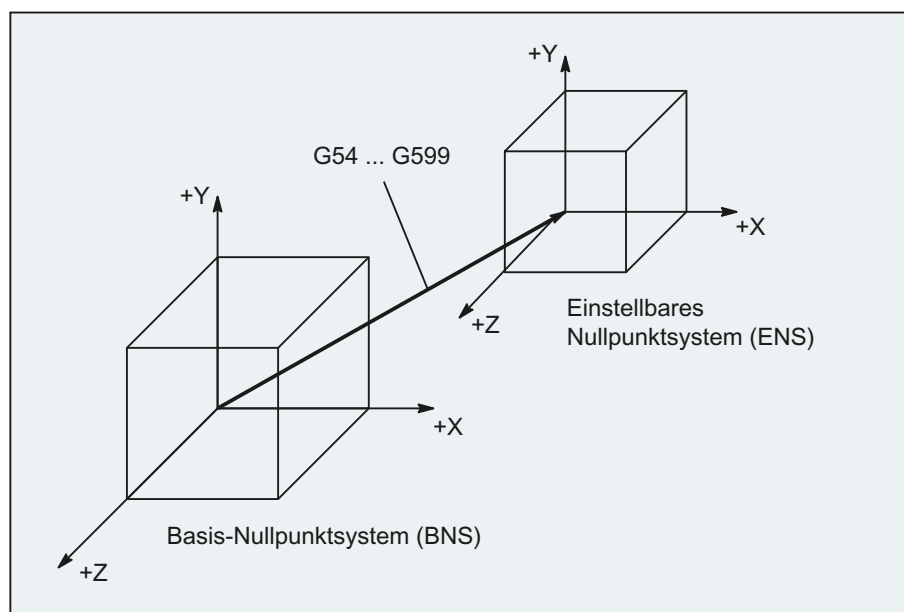 +Y
G54 ... G599
+Y
+X
+Z
Einstellbares
Nullpunktsystem (ENS)
+X
Basis-Nullpunktsystem (BNS)
+Z